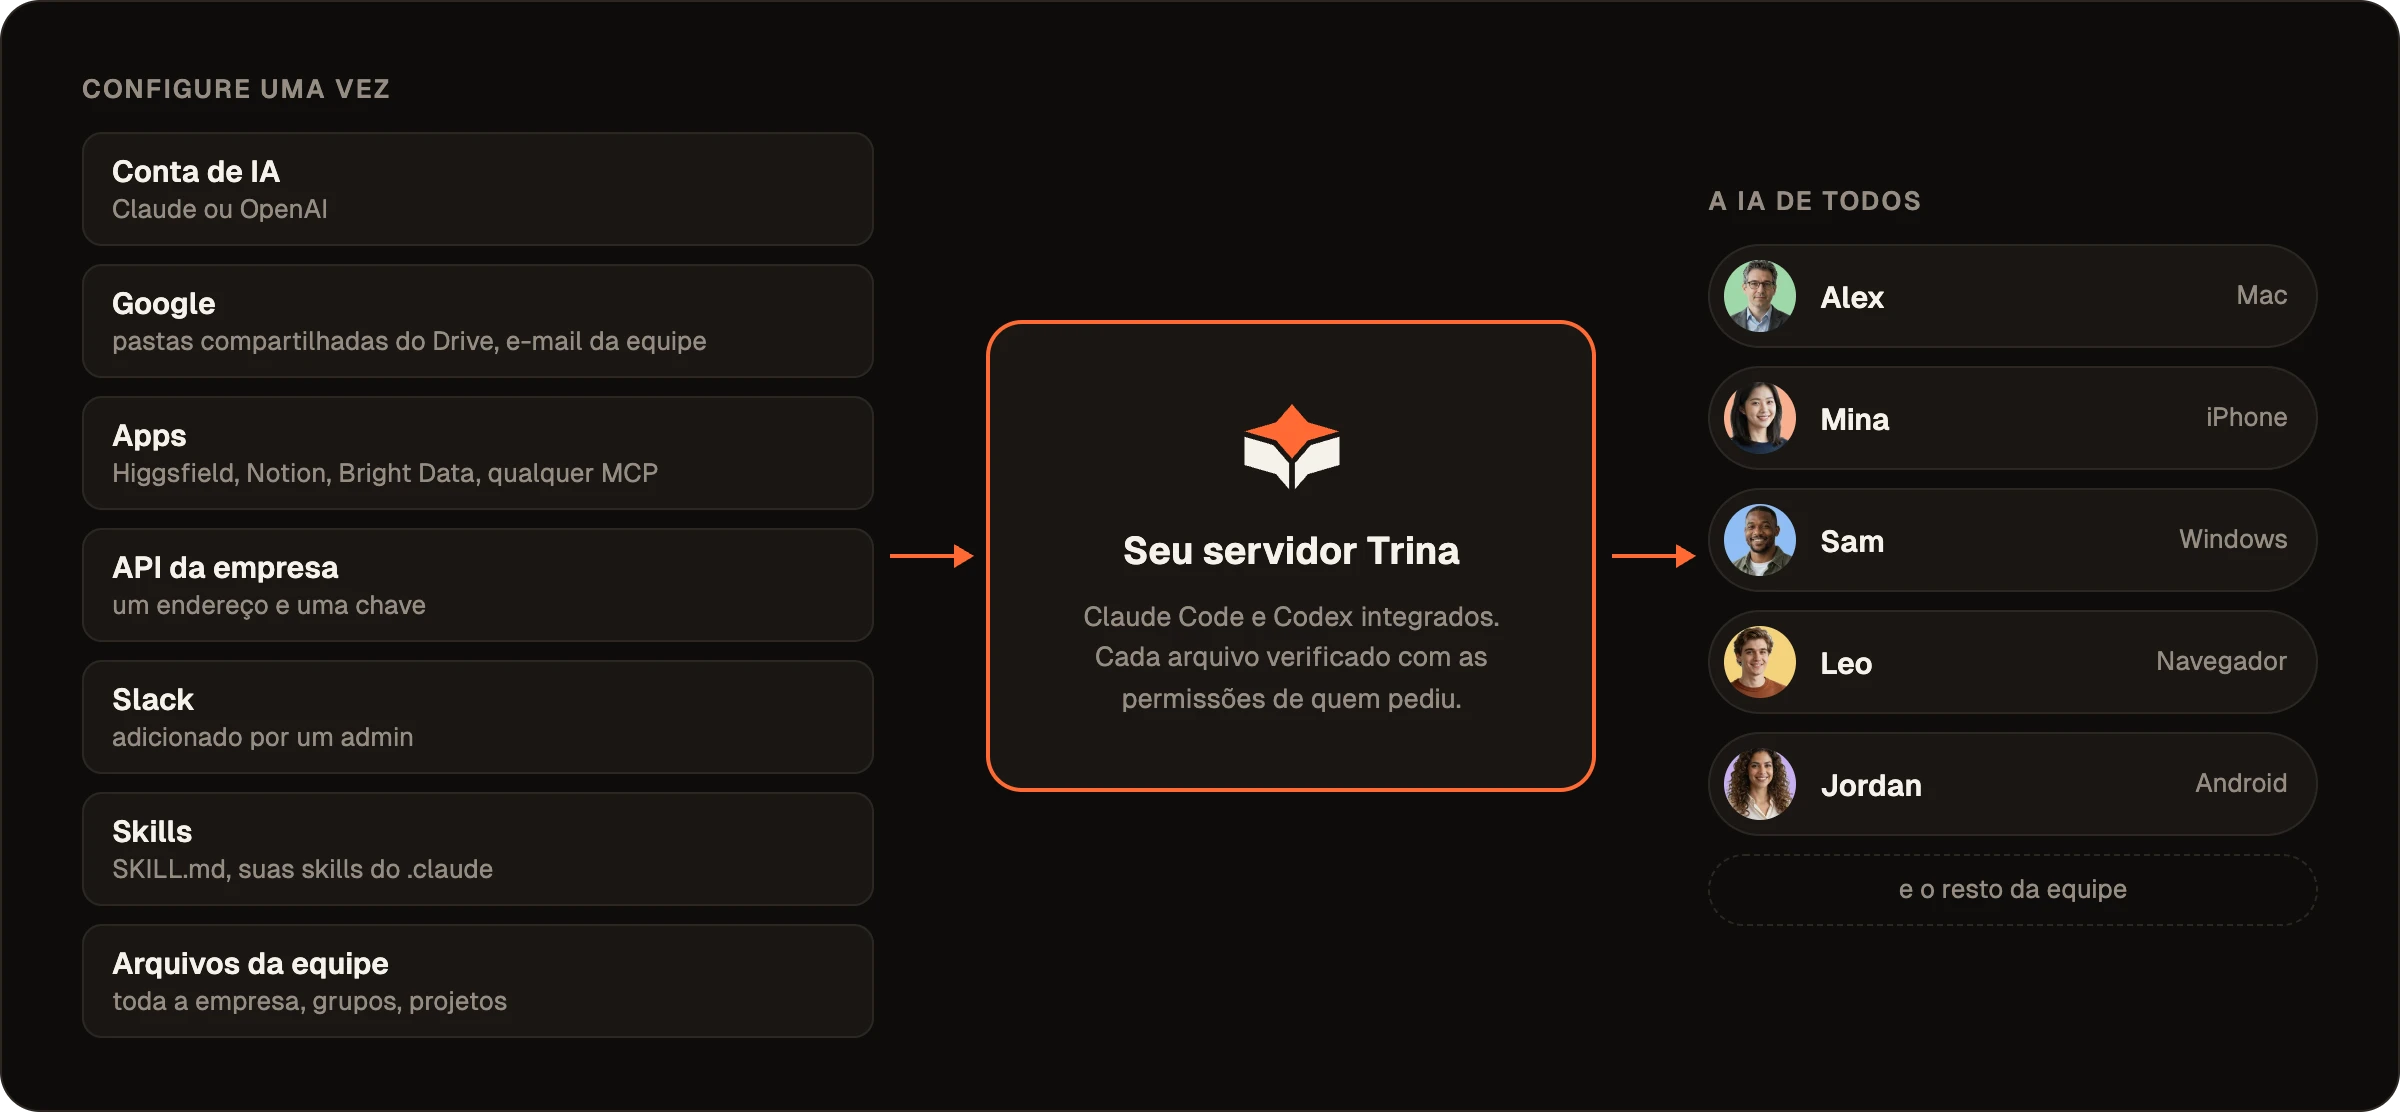 CONFIGURE UMA VEZ
Conta de IA
Claude ou OpenAI
Google
pastas compartilhadas do Drive, e-mail da equipe
Apps
Higgsfield, Notion, Bright Data, qualquer MCP
API da empresa
um endereço e uma chave
Slack
adicionado por um admin
Skills
SKILL.md, suas skills do .claude
Arquivos da equipe
toda a empresa, grupos, projetos
Seu servidor Trina
Claude Code e Codex integrados.
Cada arquivo verificado com as
permissões de quem pediu.
A IA DE TODOS
Alex
Mac
Mina
iPhone
Sam
Windows
Leo
Navegador
Jordan
Android
e o resto da equipe